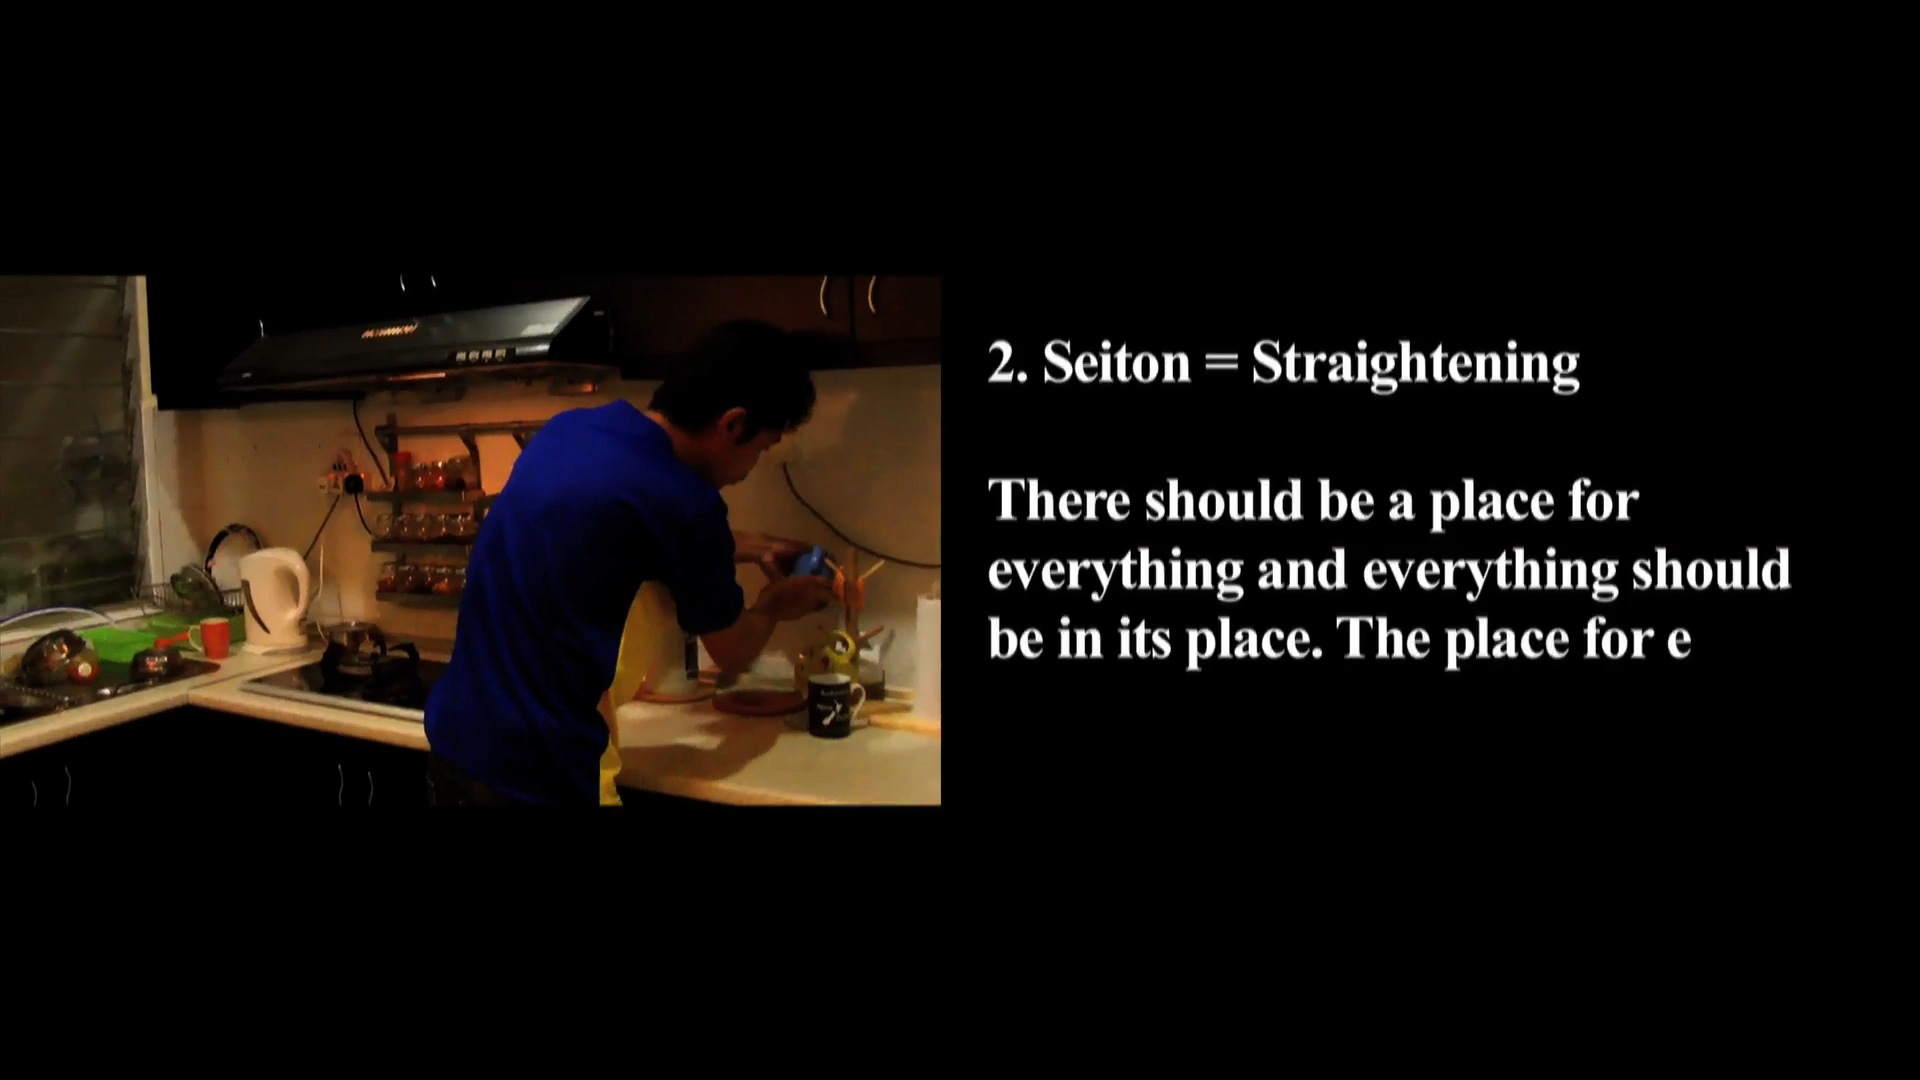 2. Seiton = Straightening
There should be a place for
everything and everything should
be in its place. The place for e